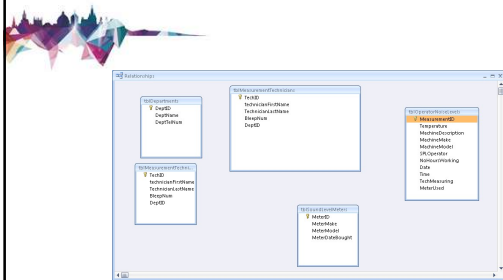 Relationships
tblDepartments
DeptID
DeptName
DeptTelNum
tblMeasurementTechnicians
TechID
technicianFirstName
TechnicianLastName
BleepNum
DeptID
tblOperatorNoiseLevels
MeasurementID
Temperature
MachineDescription
MachineMake
MachineModel
SPLOperator
NoHoursWorking
Date
Time
TechMeasuring
MeterUsed
tblMeasurementTechni...
TechID
technicianFirstName
TechnicianLastName
BleepNum
DeptID
tblSoundLevelMeters
MeterID
MeterMake
MeterModel
MeterDateBought